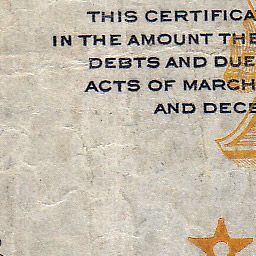 THIS CERTIFICA
IN THE AMOUNT THE
DEBTS AND DUE
ACTS OF MARCH
AND DECE